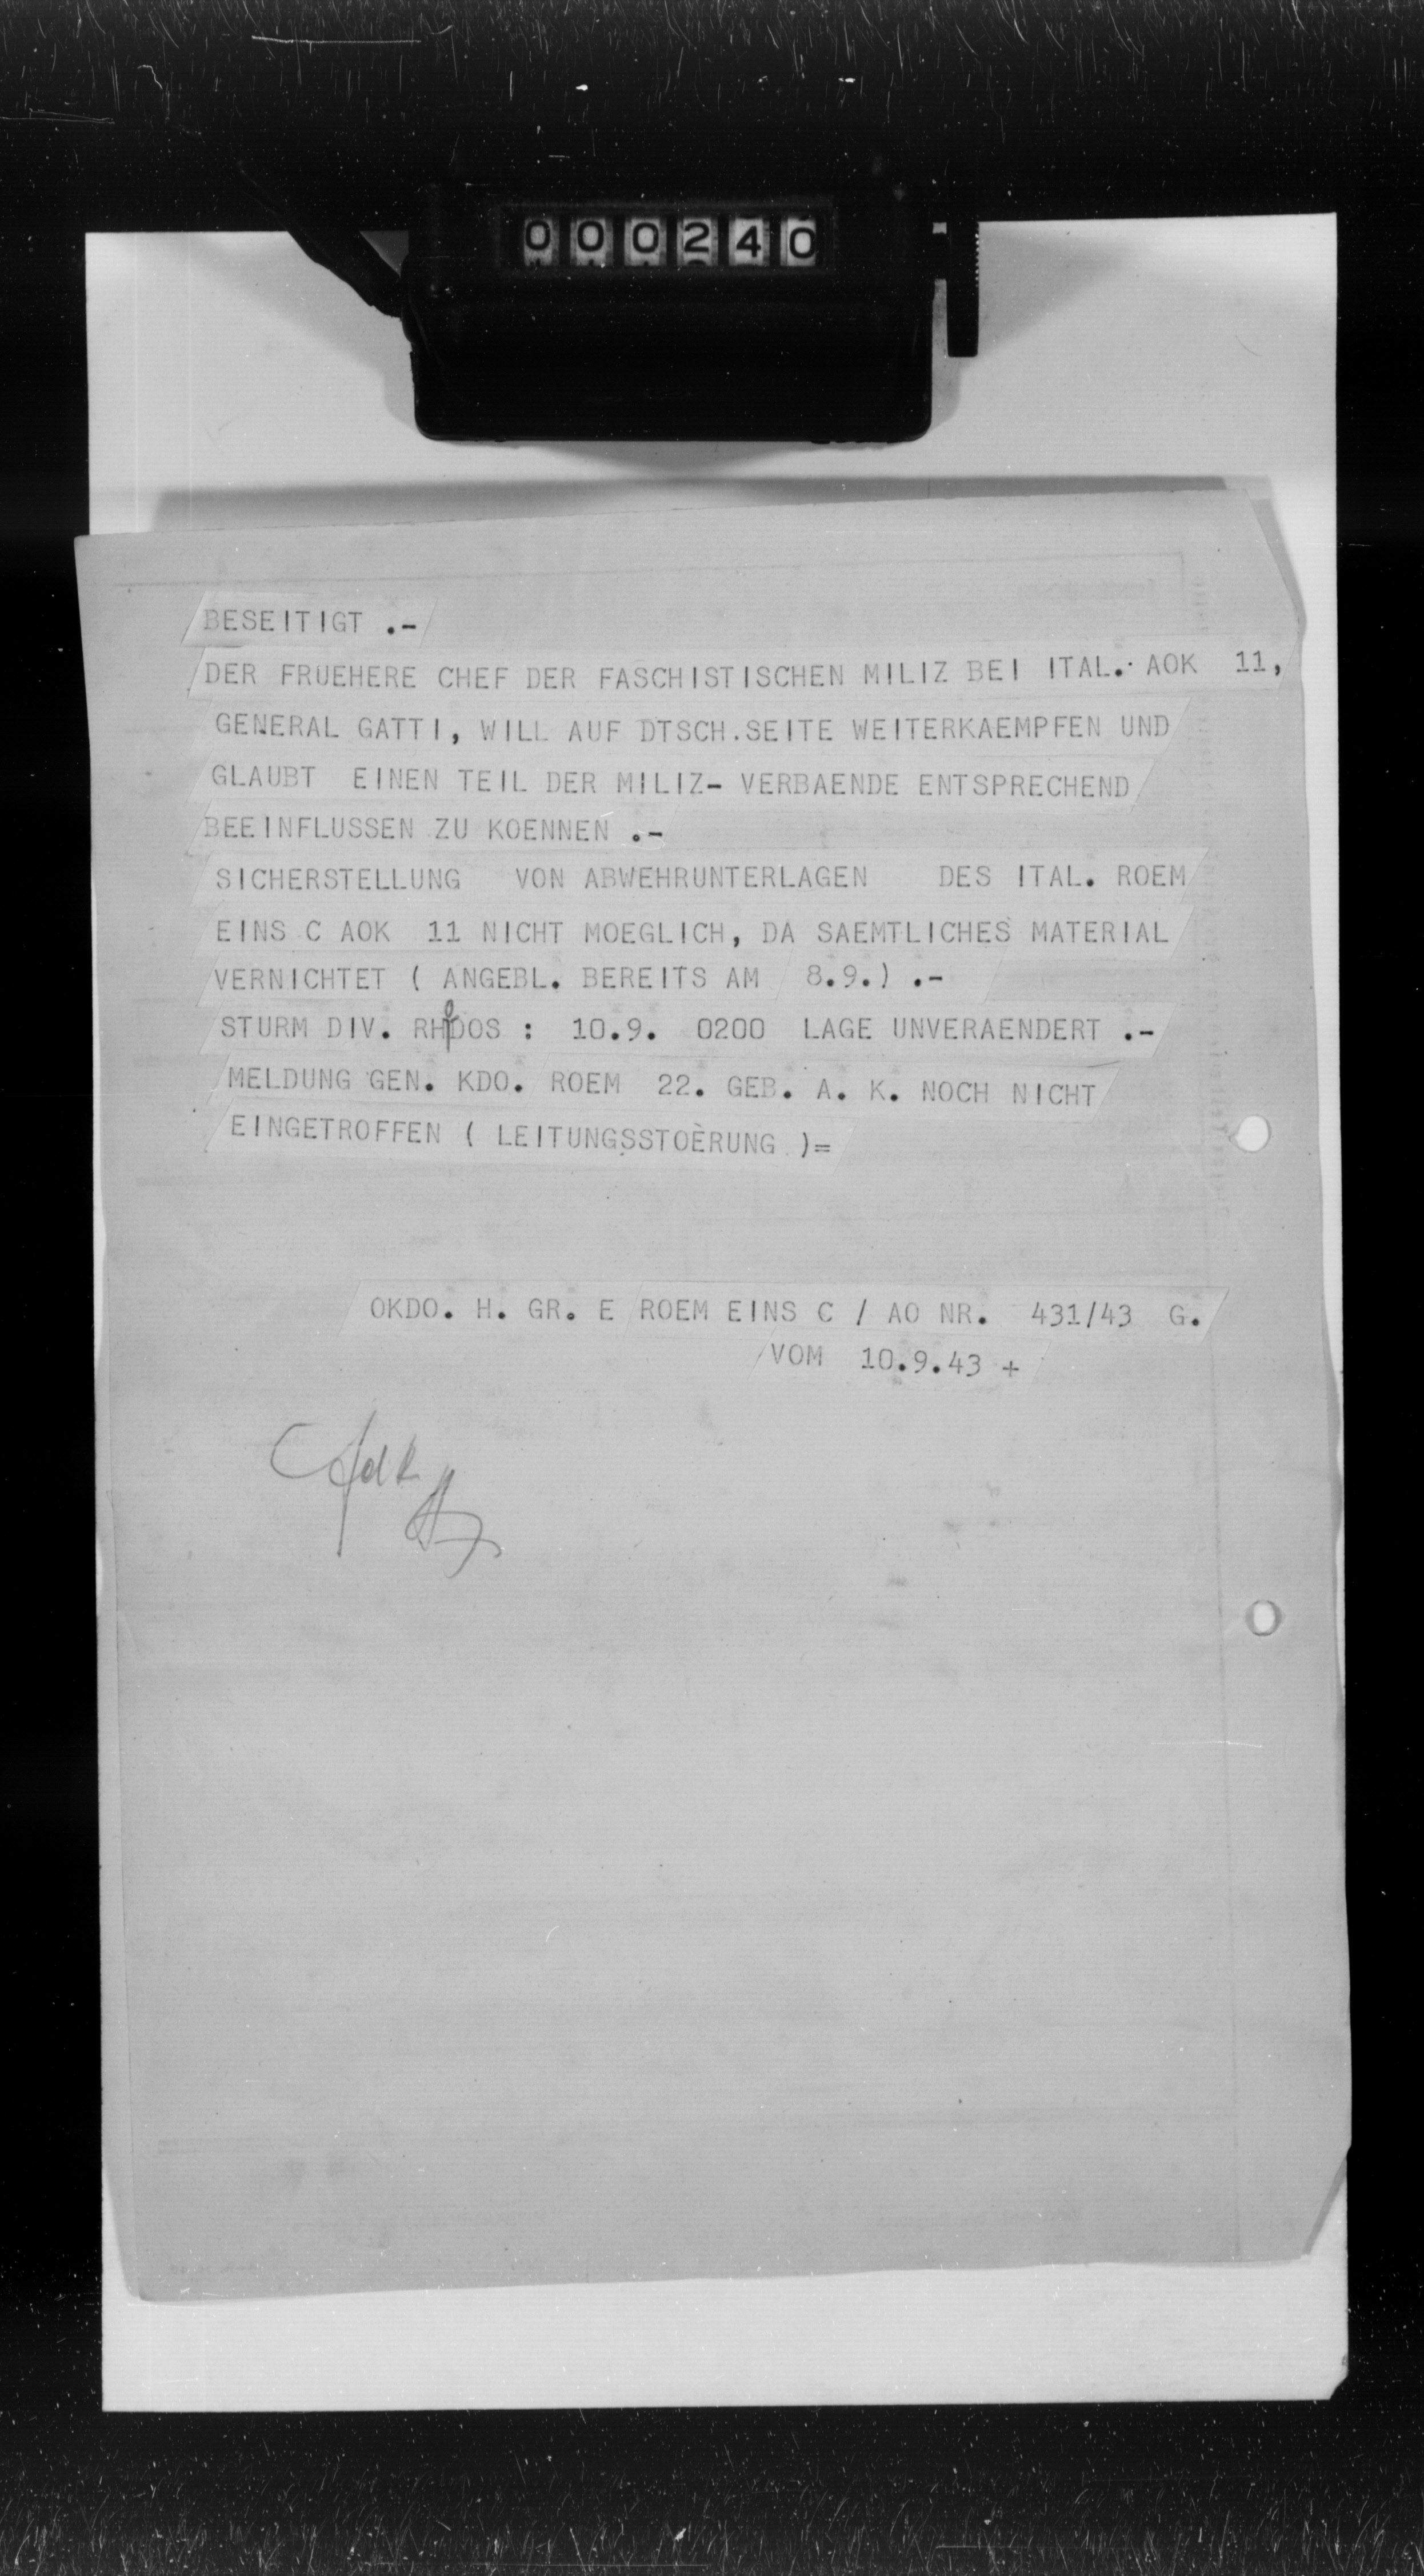 000240
BESEITIGT .-
DER FRUEHERE CHEF DER FASCHISTISCHEN MILIZ BEI ITAL. AOK 11,
GENERAL GATTI, WILL AUF DTSCH.SEITE WEITERKAEMPFEN UND
GLAUBT EINEN TEIL DER MILIZ- VERBAENDE ENTSPRECHEND
BEEINFLUSSEN ZU KOENNEN .-
SICHERSTELLUNG VON ABWEHRUNTERLAGEN DES ITAL. ROEM
EINS C AOK 11 NICHT MOEGLICH, DA SAEMTLICHES MATERIAL
VERNICHTET ( ANGEBL. BEREITS AM 8.9.) .-
STURM DIV. RHODOS : 10.9. 0200 LAGE UNVERAENDERT .-
MELDUNG GEN. KDO. ROEM 22. GEB. A. K. NOCH NICHT
EINGETROFFEN ( LEITUNGSSTOERUNG )=
OKDO. H. GR. E ROEM EINS C / AO NR. 431/43 G.
VOM 10.9.43 +